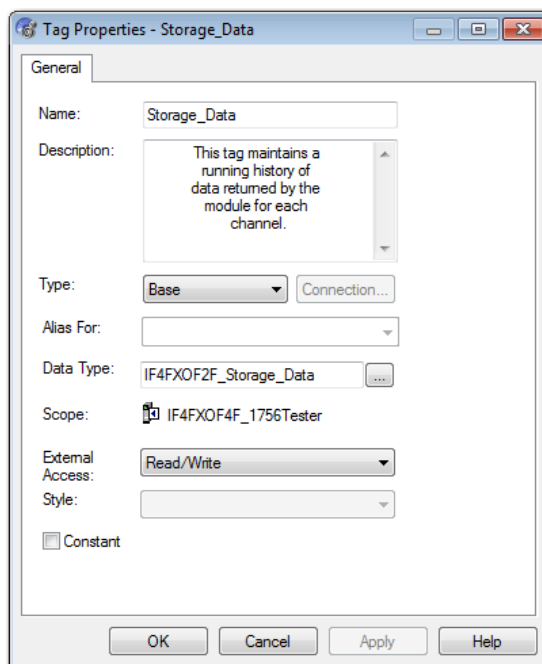 Tag Properties - Storage_Data
General
Name:
Storage_Data
Description:
This tag maintains a
running history of
data returned by the
module for each
channel.
Type:
Base
Connection...
Alias For:
Data Type:
IF4FXOF2F_Storage_Data
...
Scope:
IF4FXOF4F_1756Tester
External
Access:
Read/Write
Style:
Constant
OK
Cancel
Apply
Help